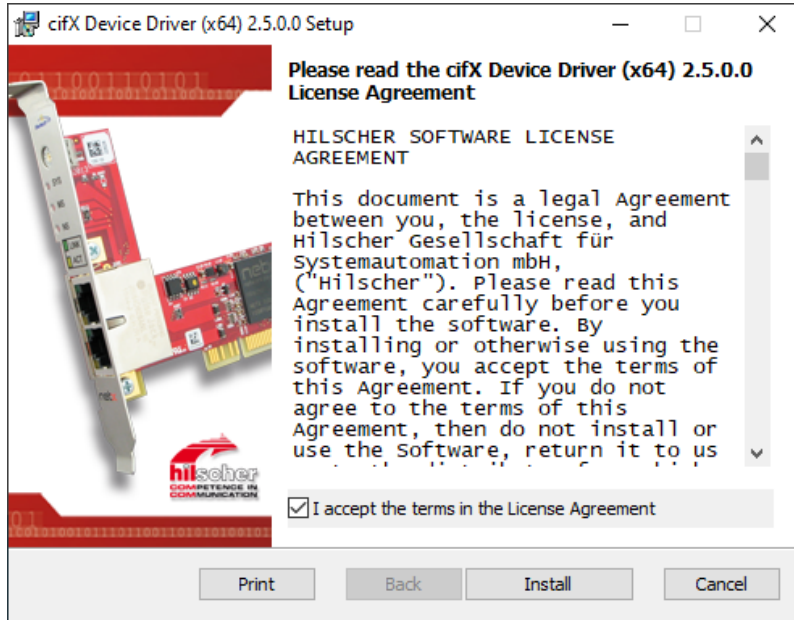 cifX Device Driver (x64) 2.5.0.0 Setup
Please read the cifX Device Driver (x64) 2.5.0.0
License Agreement
HILSCHER SOFTWARE LICENSE
AGREEMENT
This document is a legal Agreement
between you, the license, and
Hilscher Gesellschaft für
Systemautomation mbH,
("Hilscher"). Please read this
Agreement carefully before you
install the software. By
installing or otherwise using the
software, you accept the terms of
this Agreement. If you do not
agree to the terms of this
Agreement, then do not install or
use the Software, return it to us
hilscher
COMPETENCE IN
COMMUNICATION
I accept the terms in the License Agreement
Print
Back
Install
Cancel